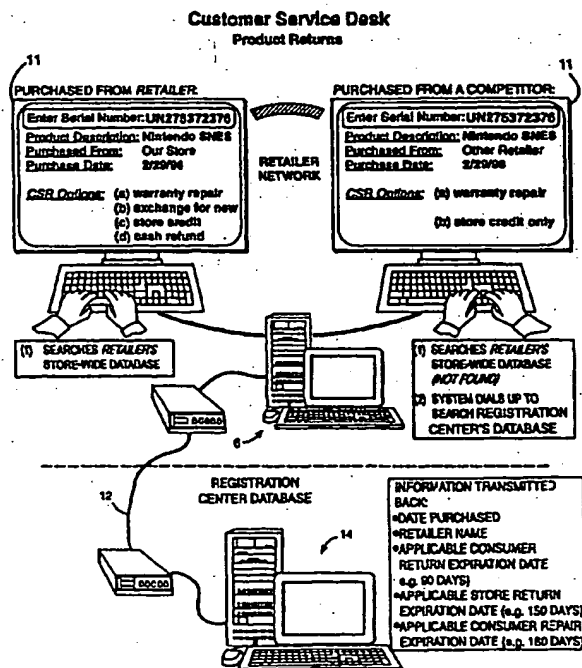 Customer Service Desk
Product Returns
11
11
PURCHASED FROM RETAILER:
Enter Serial Number: UN275372376
Product Description: Nintendo SNES
Purchased From: Our Store
Purchase Date: 2/29/96
CSR Options: (a) warranty repair
(b) exchange for new
(c) store credit
(d) cash refund
RETAILER
NETWORK
PURCHASED FROM A COMPETITOR:
Enter Serial Number: UN275372376
Product Description: Nintendo SNES
Purchased From: Other Retailer
Purchase Date: 2/29/96
CSR Options: (a) warranty repair
(b) store credit only
(1) SEARCHES RETAILER'S
STORE-WIDE DATABASE
(1) SEARCHES RETAILER'S
STORE-WIDE DATABASE
(NOT FOUND)
(2) SYSTEM DIALS UP TO
SEARCH REGISTRATION
CENTER'S DATABASE
6
12
REGISTRATION
CENTER DATABASE
14
INFORMATION TRANSMITTED
BACK:
•DATE PURCHASED
•RETAILER NAME
•APPLICABLE CONSUMER
RETURN EXPIRATION DATE
e.g. 90 DAYS)
•APPLICABLE STORE RETURN
EXPIRATION DATE (e.g. 150 DAYS)
•APPLICABLE CONSUMER REPAIR
EXPIRATION DATE (e.g. 180 DAYS)